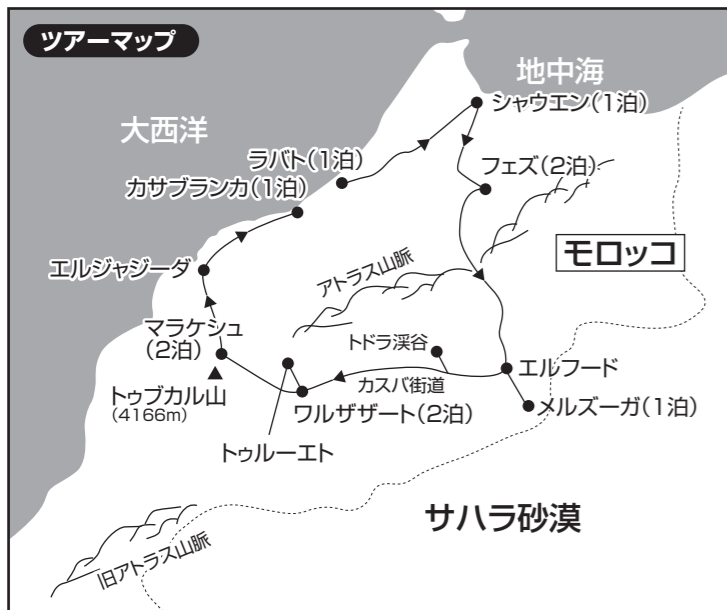 ツアーマップ
地中海
大西洋
シャウエン(1泊)
ラバト(1泊)
カサブランカ(1泊)
フェズ(2泊)
モロッコ
エルジャジーダ
アトラス山脈
マラケシュ
(2泊)
トドラ渓谷
エルフード
トゥブカル山
(4166m)
カスバ街道
ワルザザート(2泊)
メルズーガ(1泊)
トゥルーエト
サハラ砂漠
旧アトラス山脈